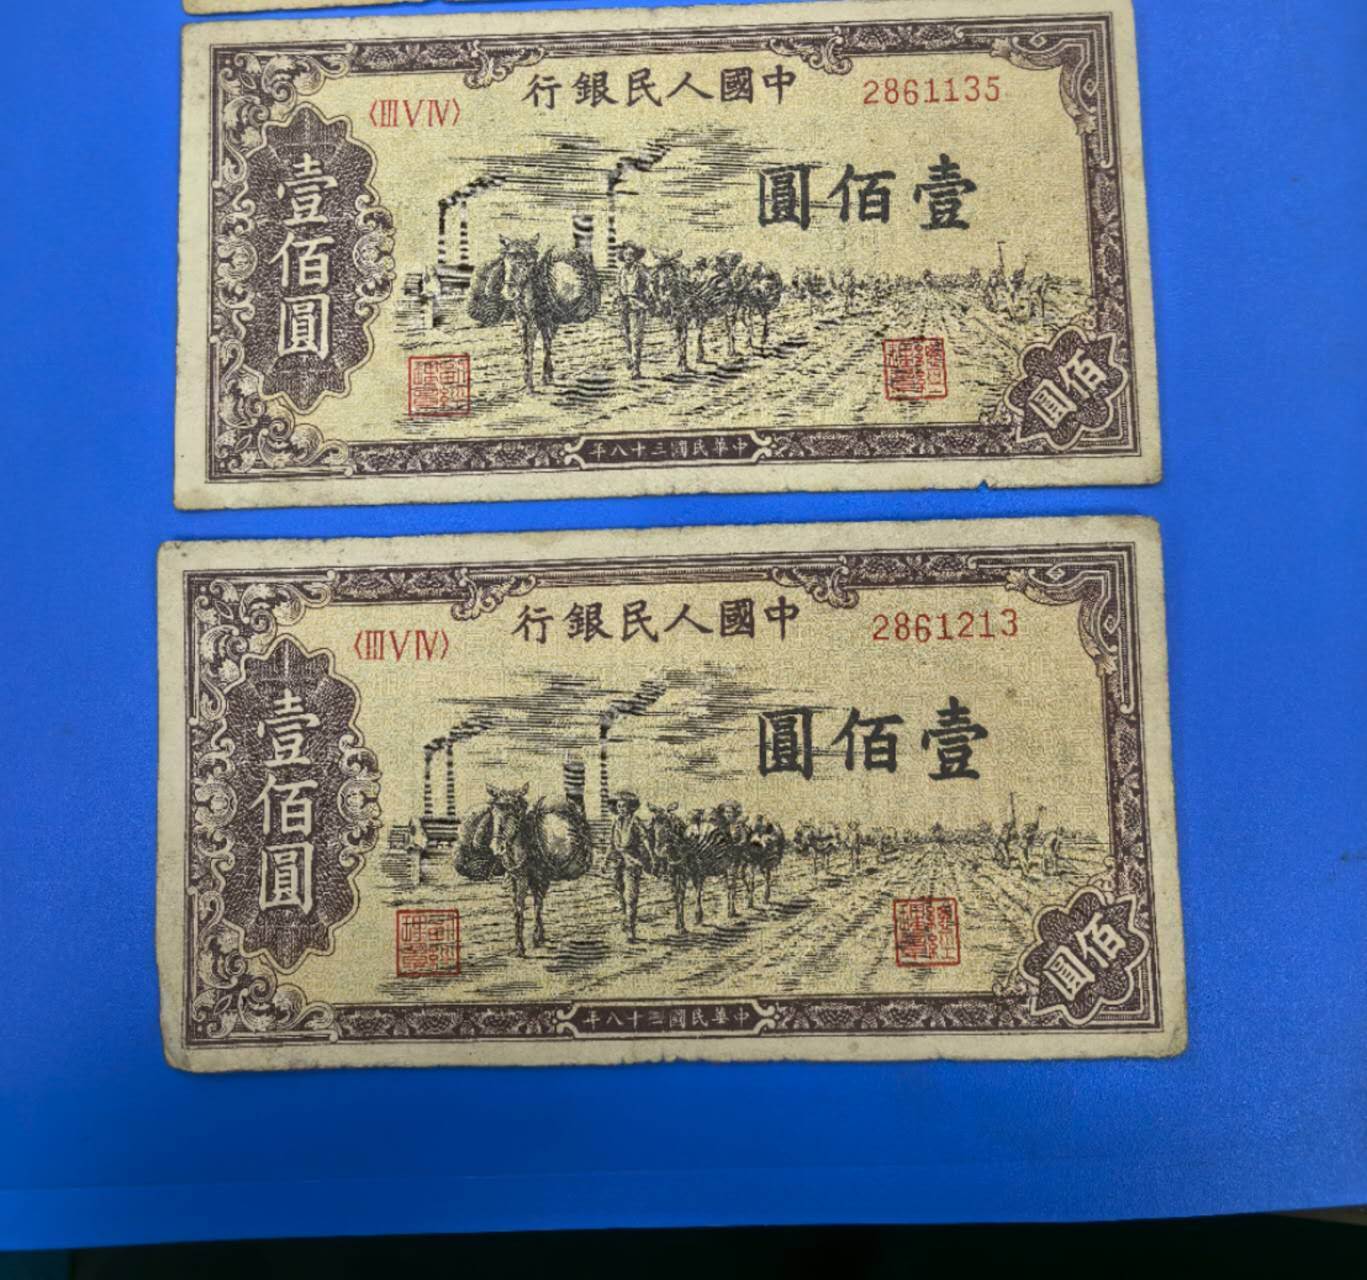 行銀民人國中
〈ⅢⅤⅣ〉
2861135
圓佰壹
壹佰圓
佰圓
年八十三國民華中
行銀民人國中
〈ⅢⅤⅣ〉
2861213
圓佰壹
壹佰圓
佰圓
年八十三國民華中